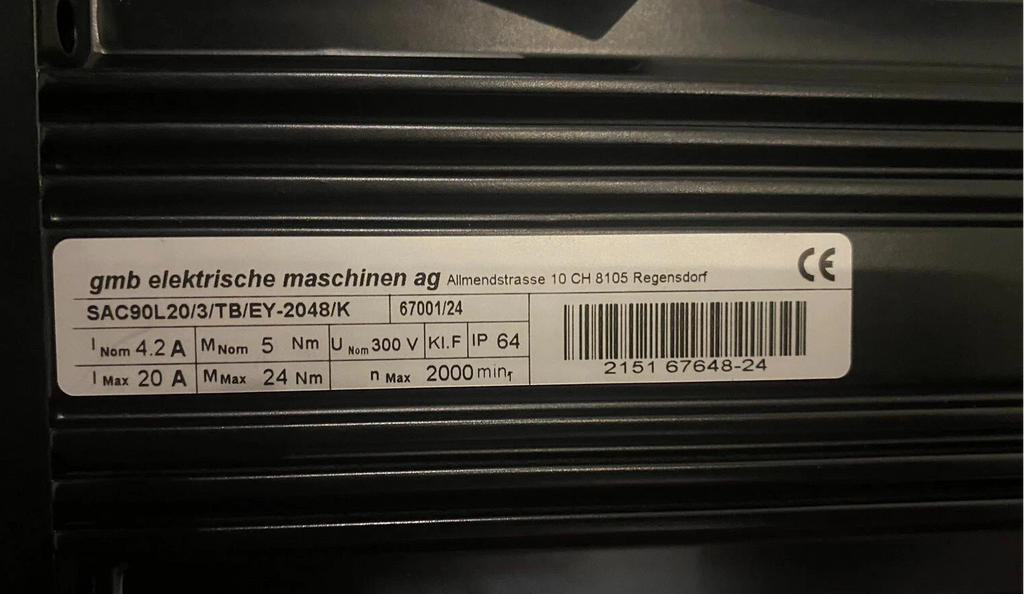 gmb elektrische maschinen ag Allmendstrasse 10 CH 8105 Regensdorf CE
SAC90L20/3/TB/EY-2048/K 67001/24
I Nom 4.2 A M Nom 5 Nm U Nom 300 V Kl.F IP 64
I Max 20 A M Max 24 Nm n Max 2000 min,
2151 67648-24